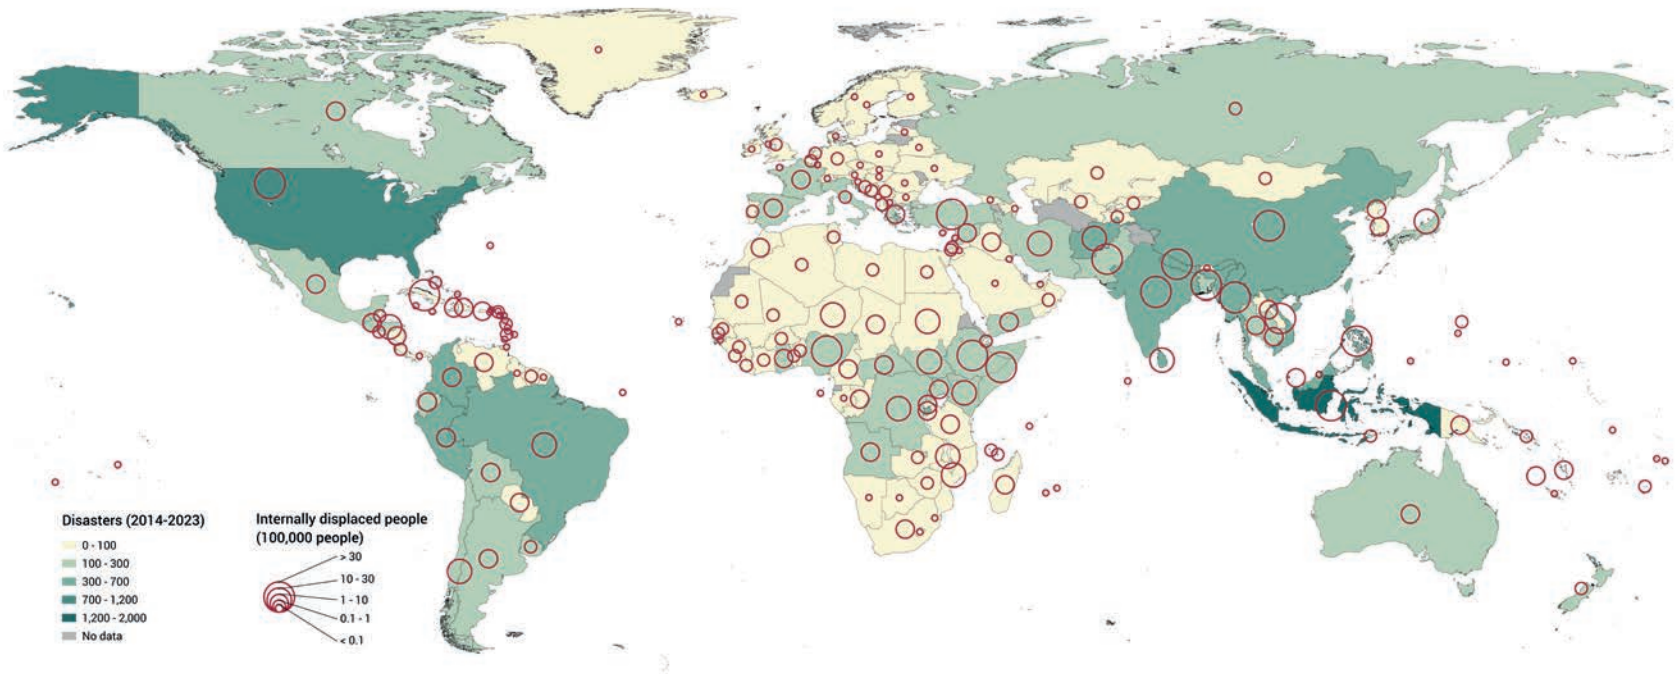 Disasters (2014-2023)
0 - 100
100 - 300
300 - 700
700 - 1,200
1,200 - 2,000
No data
Internally displaced people
(100,000 people)
> 30
10 - 30
1 - 10
0.1 - 1
< 0.1